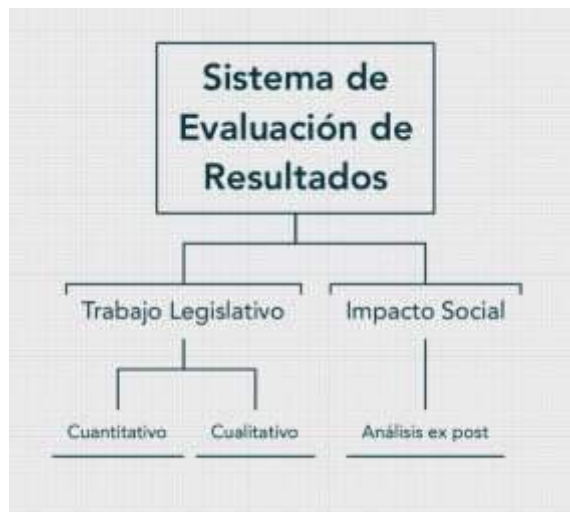 Sistema de
Evaluación de
Resultados
Trabajo Legislativo
Impacto Social
Cuantitativo
Cualitativo
Análisis ex post